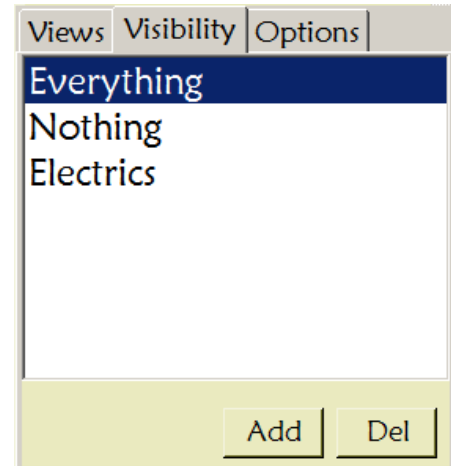 Views Visibility Options
Everything
Nothing
Electrics
Add Del